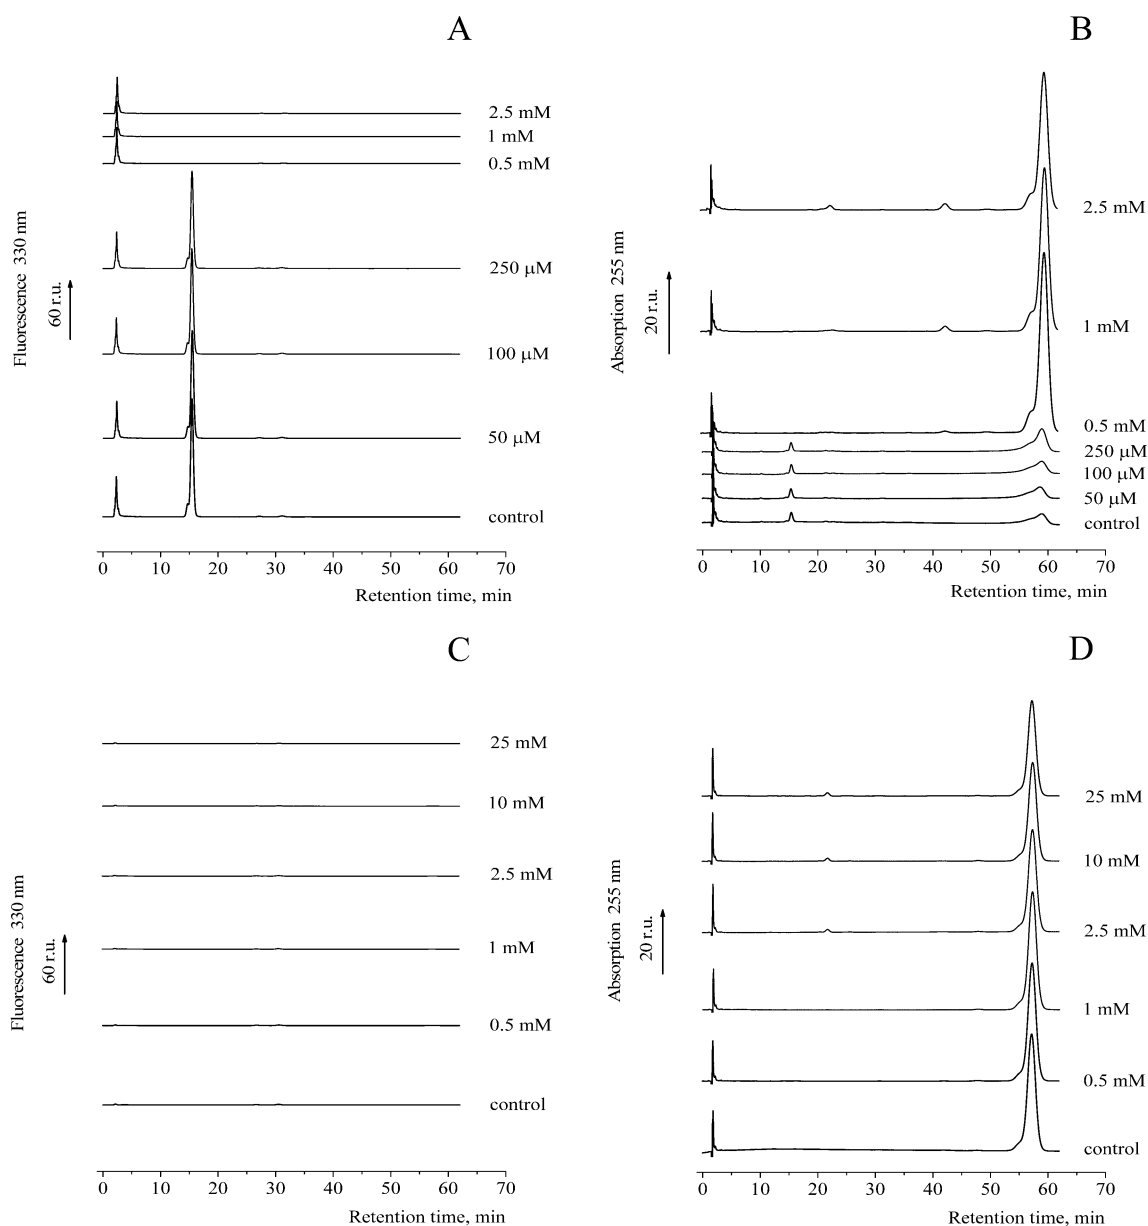 A
2.5 mM
1 mM
0.5 mM
250 μM
100 μM
50 μM
control
Fluorescence 330 nm
60 r.u.
0 10 20 30 40 50 60 70
Retention time, min
B
2.5 mM
1 mM
0.5 mM
250 μM
100 μM
50 μM
control
Absorption 255 nm
20 r.u.
0 10 20 30 40 50 60 70
Retention time, min
C
25 mM
10 mM
2.5 mM
1 mM
0.5 mM
control
Fluorescence 330 nm
60 r.u.
0 10 20 30 40 50 60 70
Retention time, min
D
25 mM
10 mM
2.5 mM
1 mM
0.5 mM
control
Absorption 255 nm
20 r.u.
0 10 20 30 40 50 60 70
Retention time, min